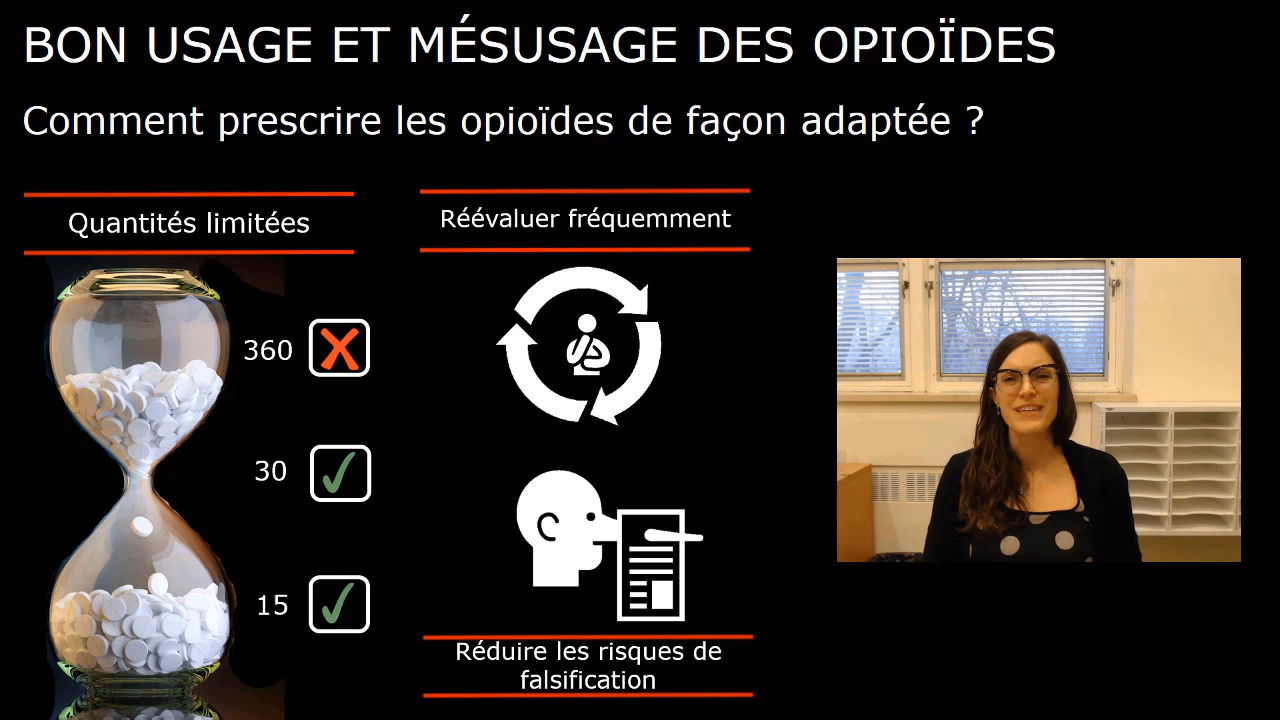 BON USAGE ET MÉSUSAGE DES OPIOÏDES
Comment prescrire les opioïdes de façon adaptée ?
Quantités limitées
360
30
15
Réévaluer fréquemment
Réduire les risques de
falsification